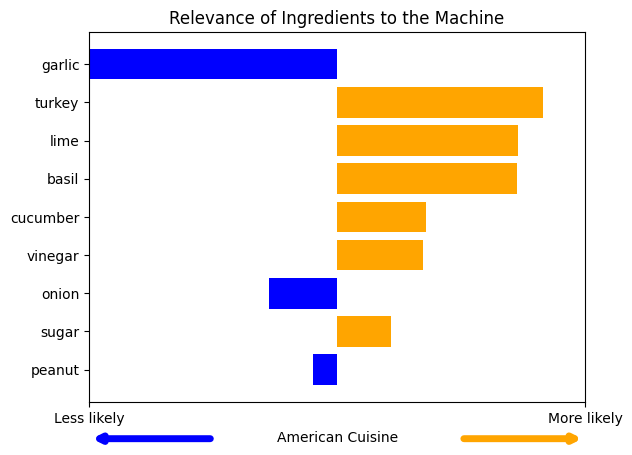 Relevance of Ingredients to the Machine
garlic
turkey
lime
basil
cucumber
vinegar
onion
sugar
peanut
Less likely
More likely
American Cuisine